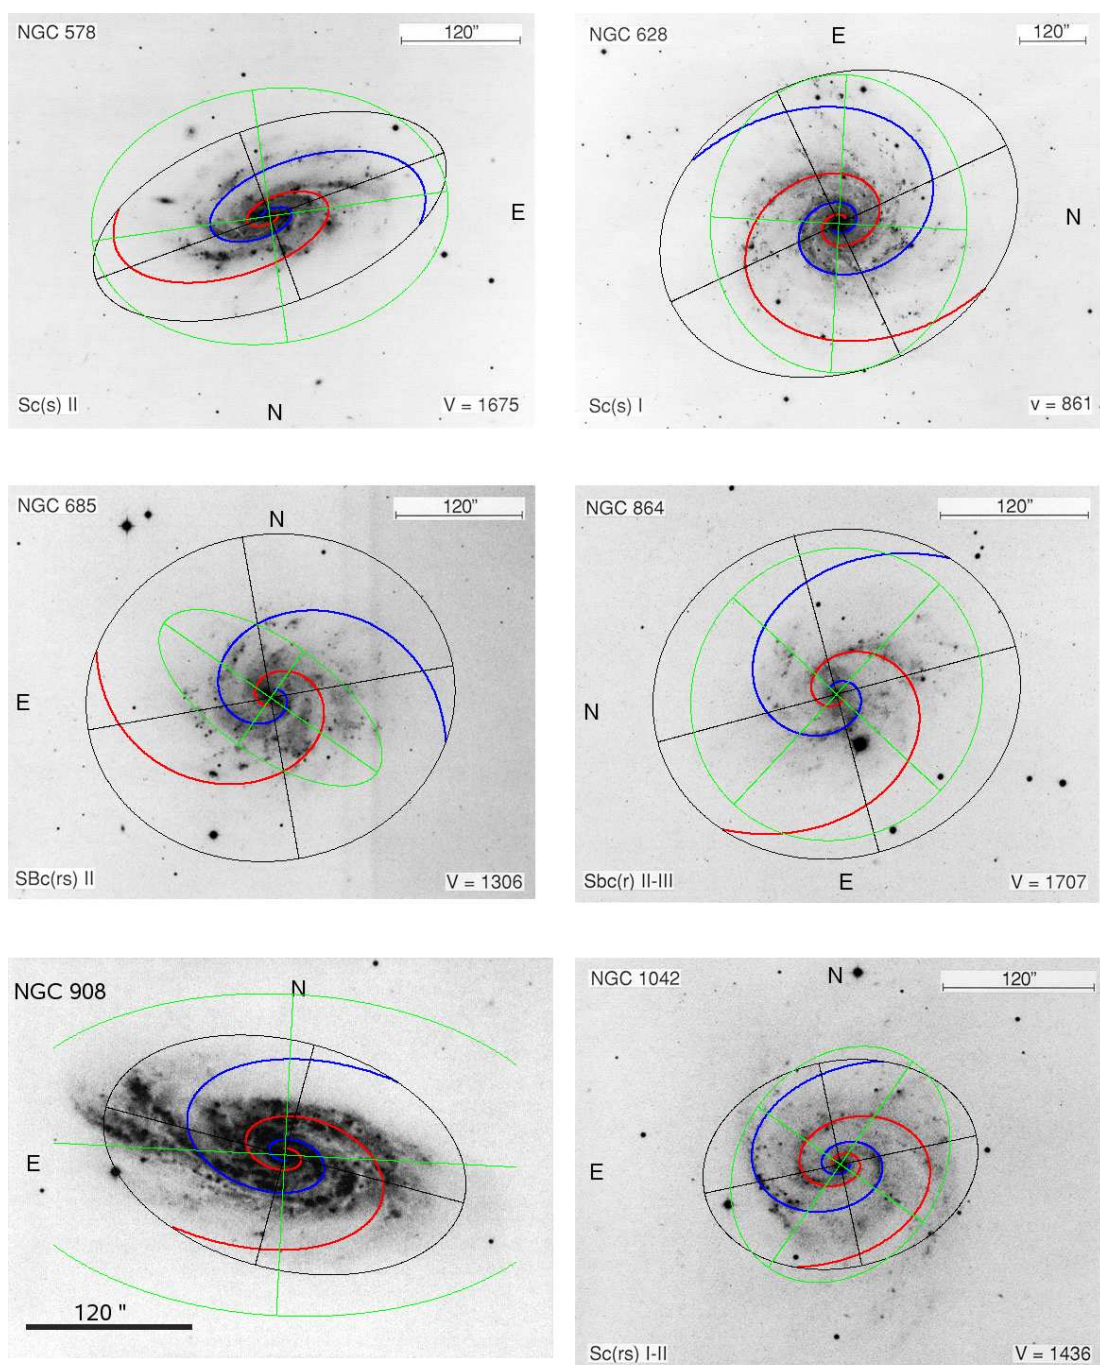 NGC 578
120"
E
Sc(s) II
N
V = 1675
NGC 628
E
120"
N
Sc(s) I
v = 861
NGC 685
120"
N
E
SBc(rs) II
V = 1306
NGC 864
120"
N
Sbc(r) II-III
E
V = 1707
NGC 908
N
E
120 "
NGC 1042
N
120"
E
Sc(rs) I-II
V = 1436